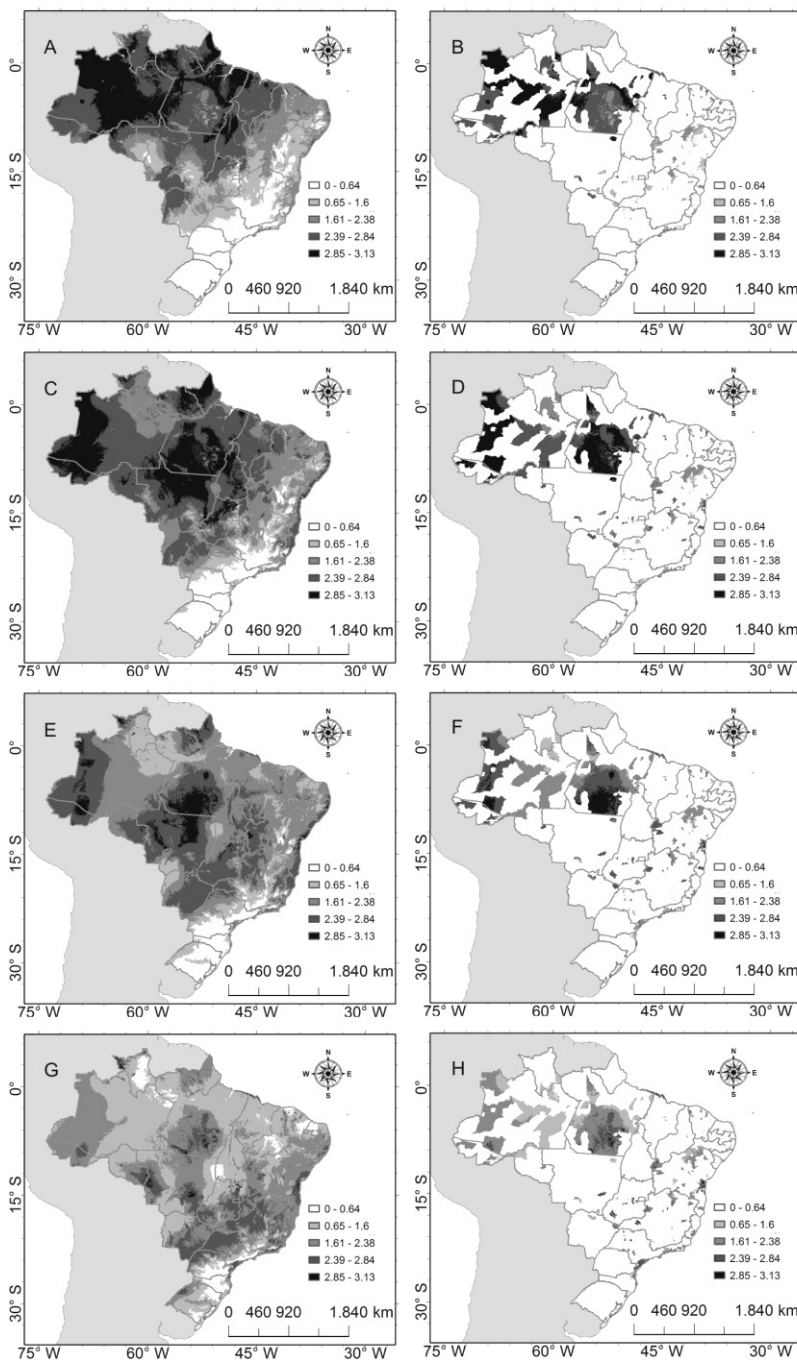 A
N
W E
S
0 - 0.64
0.65 - 1.6
1.61 - 2.38
2.39 - 2.84
2.85 - 3.13
0 460 920 1.840 km
0°
15° S
30° S
75° W 60° W 45° W 30° W
B
N
W E
S
0 - 0.64
0.65 - 1.6
1.61 - 2.38
2.39 - 2.84
2.85 - 3.13
0 460 920 1.840 km
0°
15° S
30° S
75° W 60° W 45° W 30° W
C
N
W E
S
0 - 0.64
0.65 - 1.6
1.61 - 2.38
2.39 - 2.84
2.85 - 3.13
0 460 920 1.840 km
0°
15° S
30° S
75° W 60° W 45° W 30° W
D
N
W E
S
0 - 0.64
0.65 - 1.6
1.61 - 2.38
2.39 - 2.84
2.85 - 3.13
0 460 920 1.840 km
0°
15° S
30° S
75° W 60° W 45° W 30° W
E
N
W E
S
0 - 0.64
0.65 - 1.6
1.61 - 2.38
2.39 - 2.84
2.85 - 3.13
0 460 920 1.840 km
0°
15° S
30° S
75° W 60° W 45° W 30° W
F
N
W E
S
0 - 0.64
0.65 - 1.6
1.61 - 2.38
2.39 - 2.84
2.85 - 3.13
0 460 920 1.840 km
0°
15° S
30° S
75° W 60° W 45° W 30° W
G
N
W E
S
0 - 0.64
0.65 - 1.6
1.61 - 2.38
2.39 - 2.84
2.85 - 3.13
0 460 920 1.840 km
0°
15° S
30° S
75° W 60° W 45° W 30° W
H
N
W E
S
0 - 0.64
0.65 - 1.6
1.61 - 2.38
2.39 - 2.84
2.85 - 3.13
0 460 920 1.840 km
0°
15° S
30° S
75° W 60° W 45° W 30° W